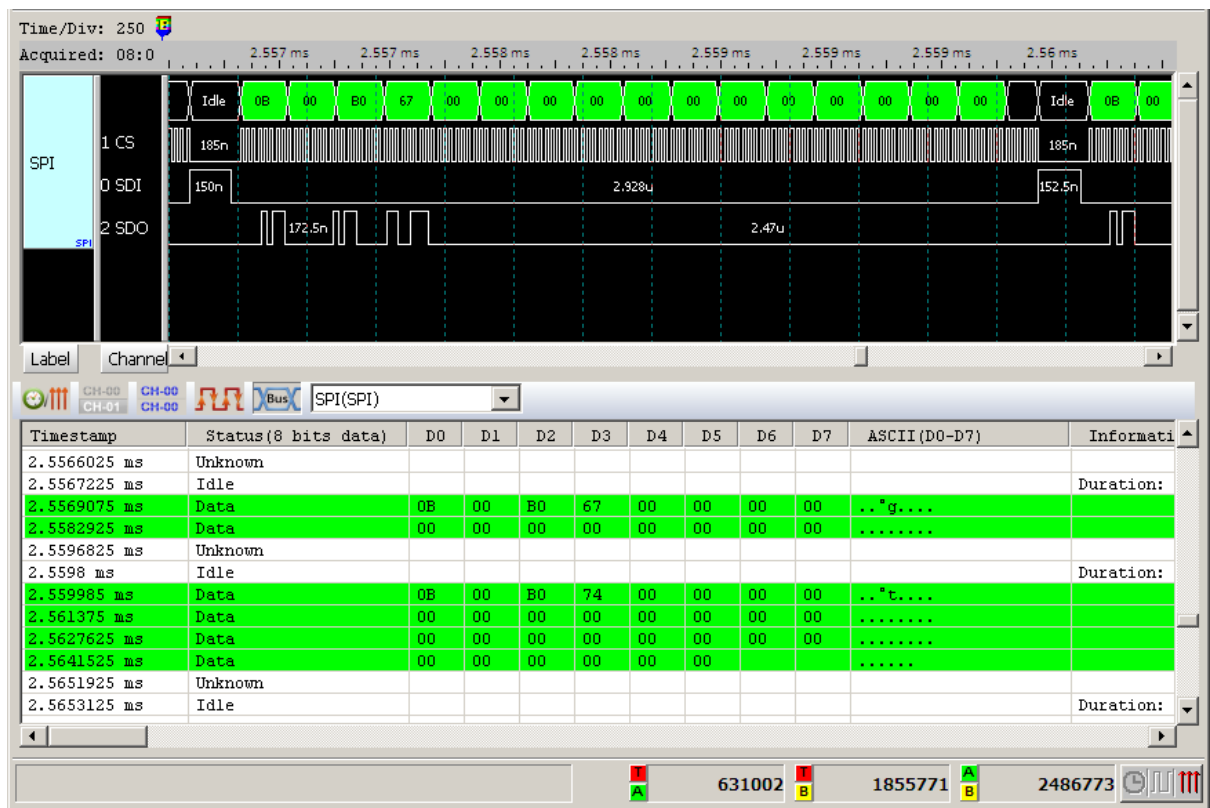 Time/Div: 250 B
Acquired: 08:0 2.557 ms 2.557 ms 2.558 ms 2.558 ms 2.559 ms 2.559 ms 2.559 ms 2.56 ms
Idle 0B 00 B0 67 00 00 00 00 00 00 00 00 00 00 00 00 Idle 0B 00
1 CS 185n 185n
SPI
0 SDI 150n 2.928u 152.5n
2 SDO 172.5n 2.47u
SPI
Label Channel
CH-00 CH-01 CH-00 CH-00 Bus SPI(SPI)
Timestamp Status(8 bits data) D0 D1 D2 D3 D4 D5 D6 D7 ASCII(D0-D7) Informati
2.5566025 ms Unknown
2.5567225 ms Idle Duration:
2.5569075 ms Data 0B 00 B0 67 00 00 00 00 ..°g....
2.5582925 ms Data 00 00 00 00 00 00 00 00 ........
2.5596825 ms Unknown
2.5598 ms Idle Duration:
2.559985 ms Data 0B 00 B0 74 00 00 00 00 ..°t....
2.561375 ms Data 00 00 00 00 00 00 00 00 ........
2.5627625 ms Data 00 00 00 00 00 00 00 00 ........
2.5641525 ms Data 00 00 00 00 00 00 ......
2.5651925 ms Unknown
2.5653125 ms Idle Duration:
T A 631002 T B 1855771 A B 2486773